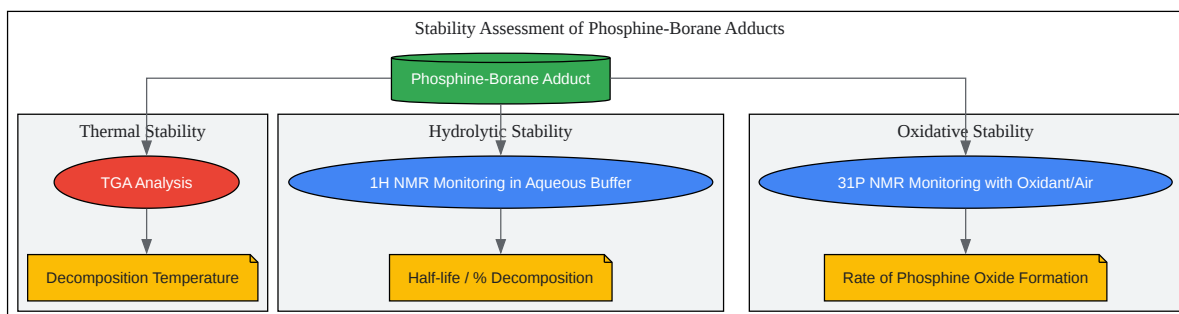 Stability Assessment of Phosphine-Borane Adducts
Phosphine-Borane Adduct
Thermal Stability
Hydrolytic Stability
Oxidative Stability
TGA Analysis
1H NMR Monitoring in Aqueous Buffer
31P NMR Monitoring with Oxidant/Air
Decomposition Temperature
Half-life / % Decomposition
Rate of Phosphine Oxide Formation